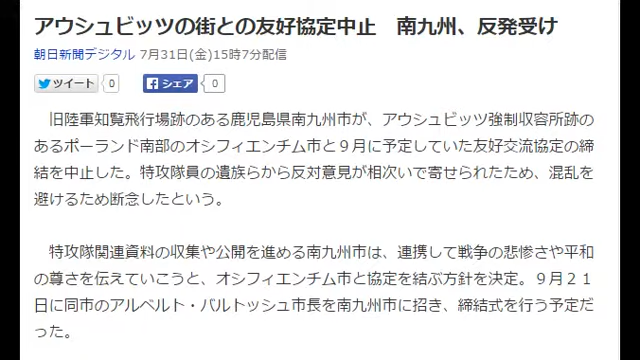 アウシュビッツの街との友好協定中止　南九州、反発受け
朝日新聞デジタル 7月31日(金)15時7分配信
ツイート 0 シェア 0
　旧陸軍知覧飛行場跡のある鹿児島県南九州市が、アウシュビッツ強制収容所跡の
あるポーランド南部のオシフィエンチム市と９月に予定していた友好交流協定の締
結を中止した。特攻隊員の遺族らから反対意見が相次いで寄せられたため、混乱を
避けるため断念したという。
　特攻隊関連資料の収集や公開を進める南九州市は、連携して戦争の悲惨さや平和
の尊さを伝えていこうと、オシフィエンチム市と協定を結ぶ方針を決定。９月２１
日に同市のアルベルト・バルトッシュ市長を南九州市に招き、締結式を行う予定だ
った。